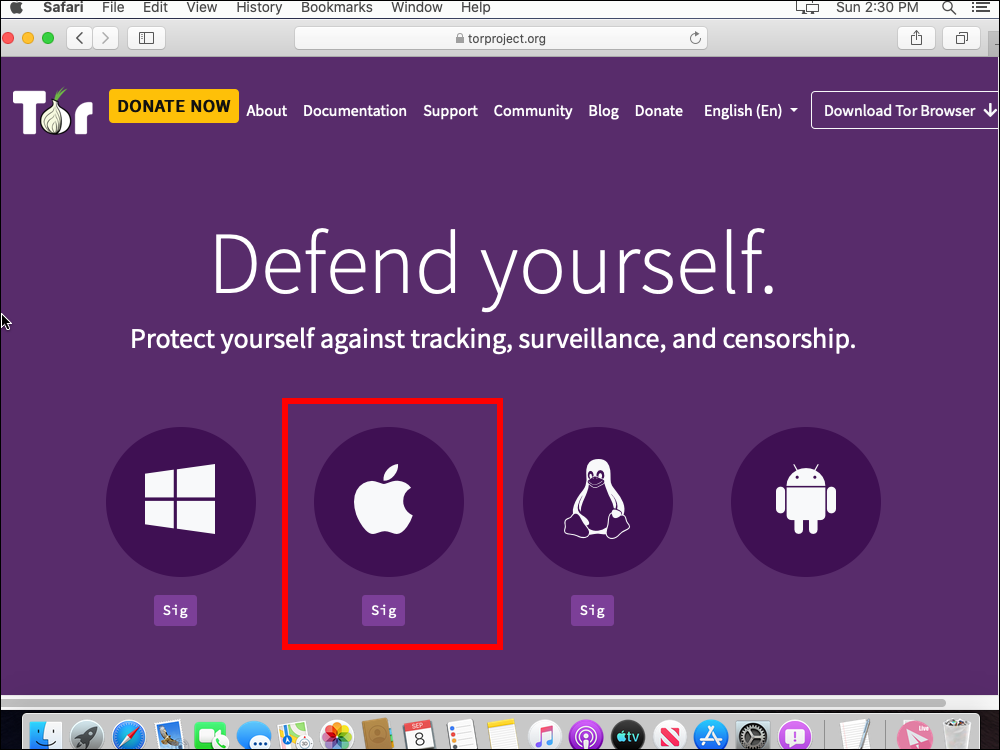 Safari File Edit View History Bookmarks Window Help Sun 2:30 PM
torproject.org
Tor DONATE NOW About Documentation Support Community Blog Donate English (En) Download Tor Browser
Defend yourself.
Protect yourself against tracking, surveillance, and censorship.
Sig Sig Sig
SEP
8
tv